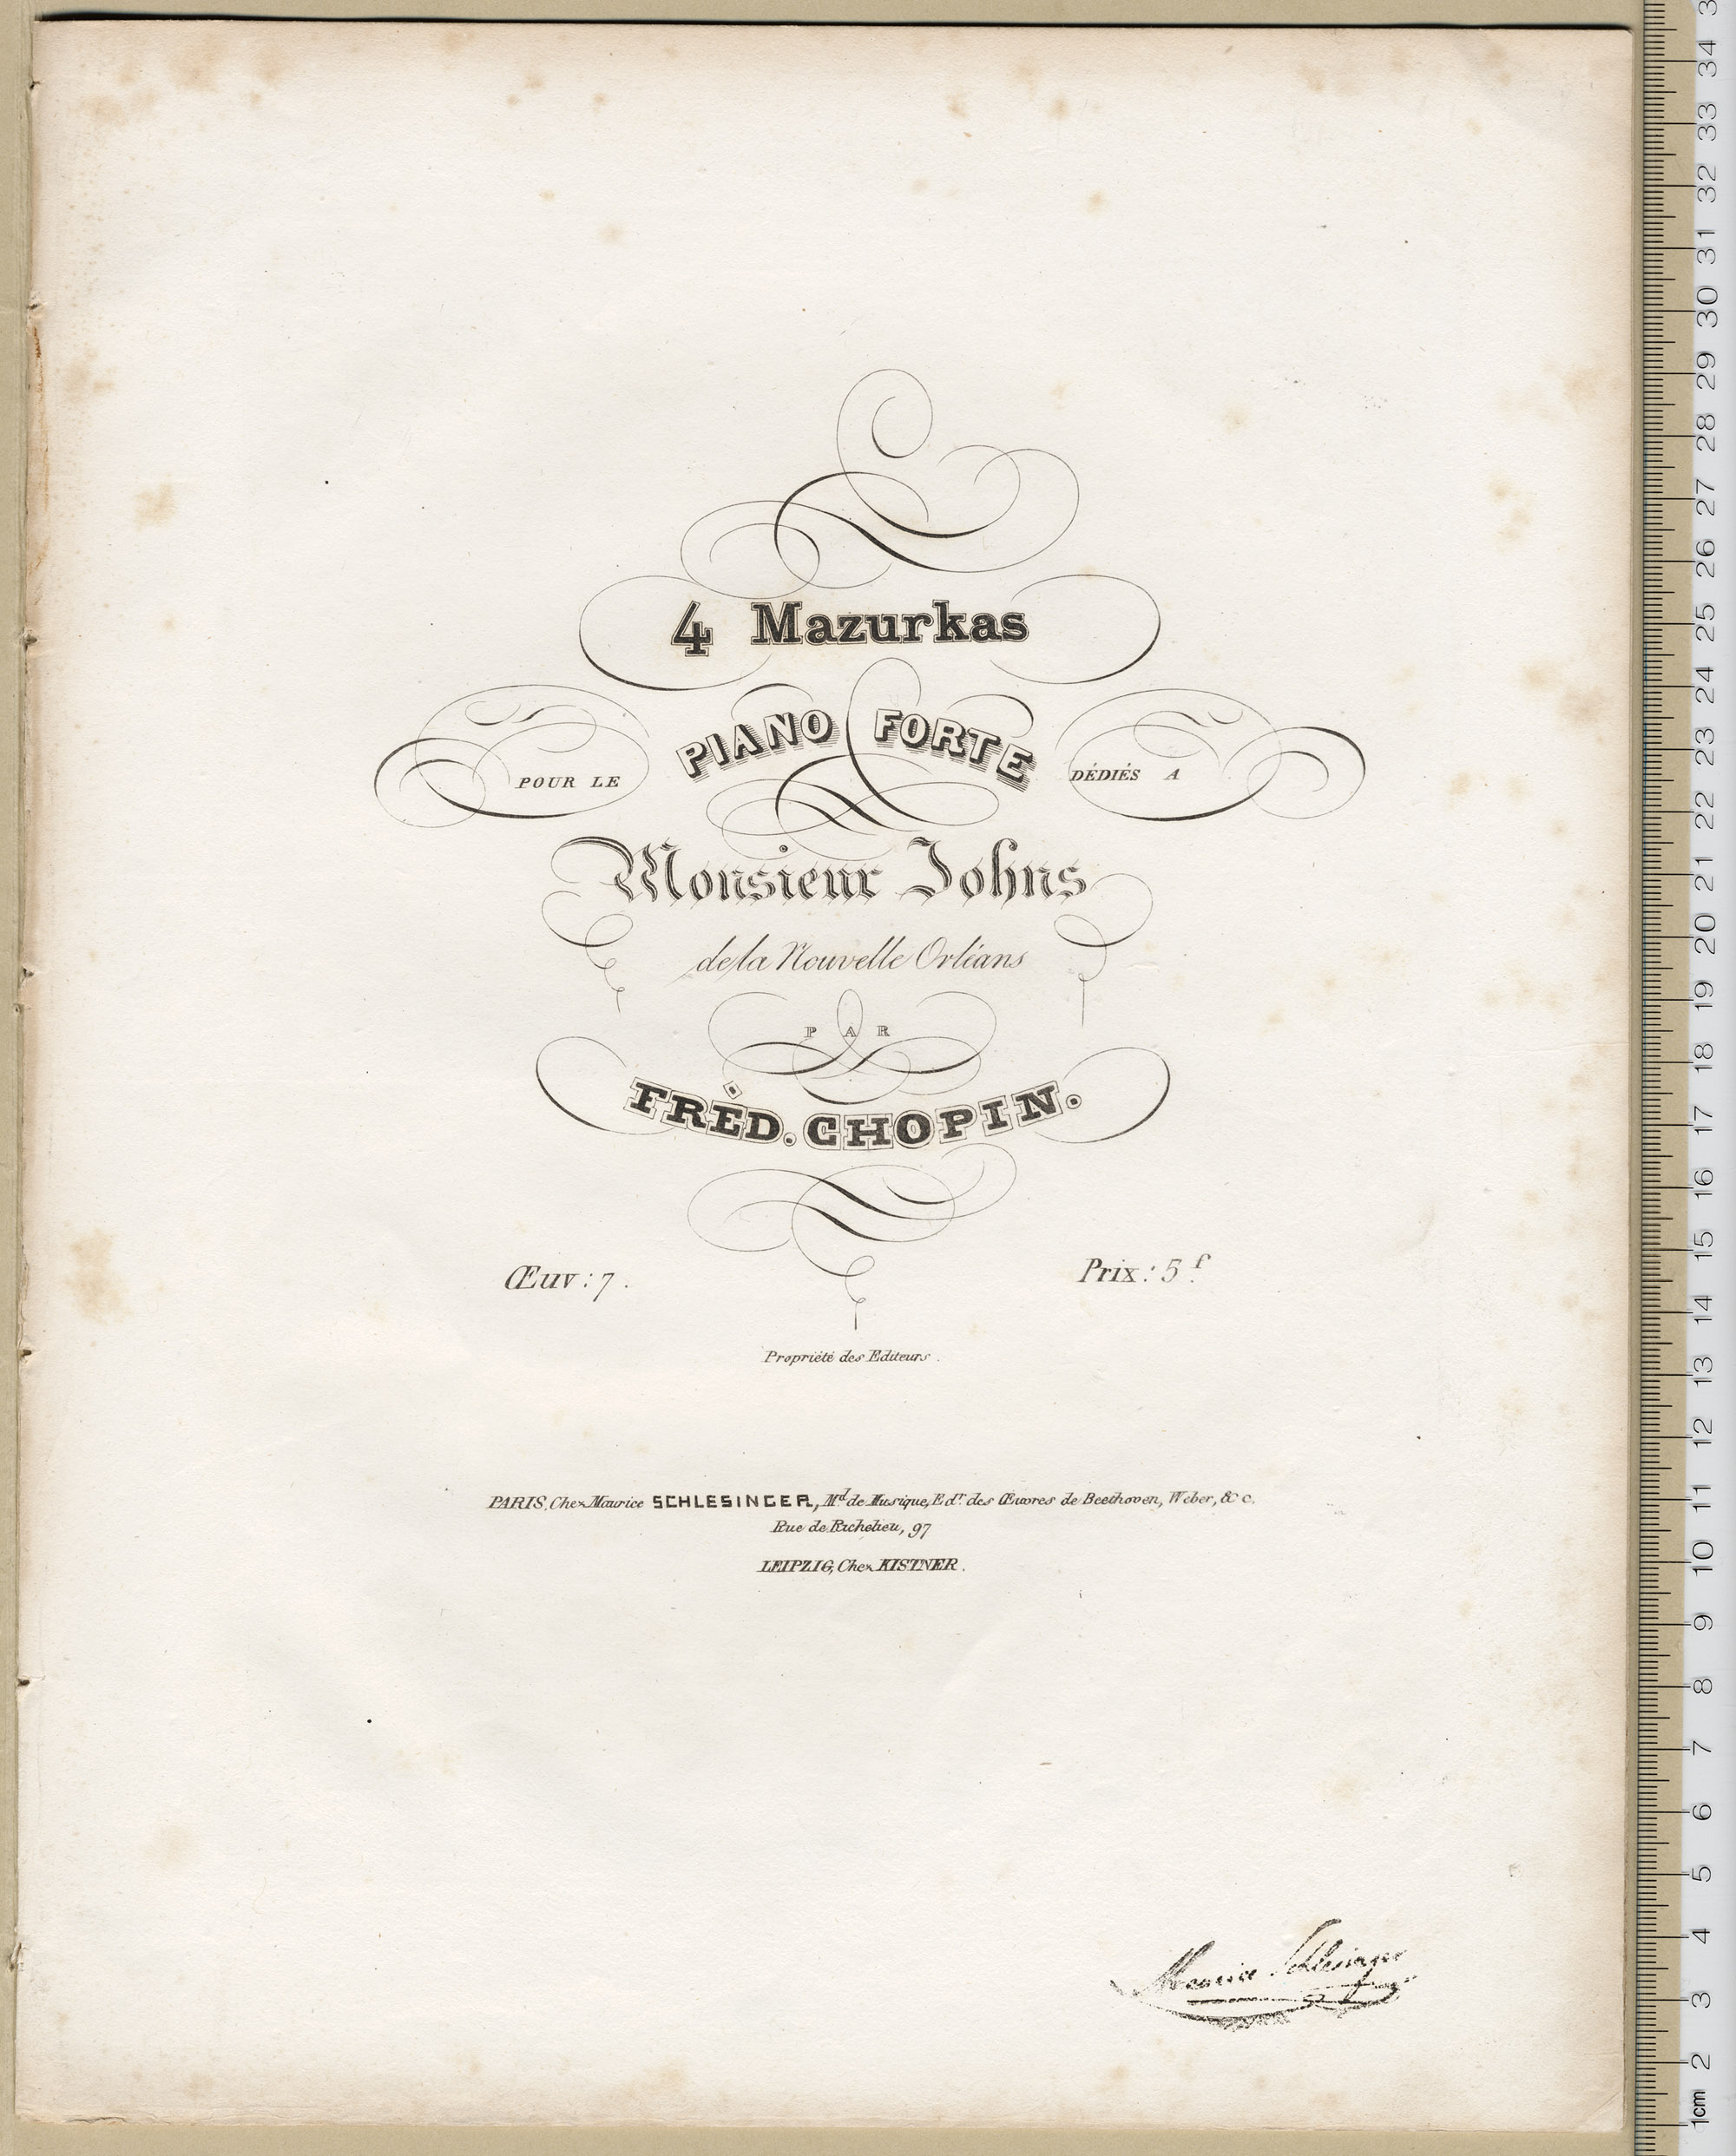 4 Mazurkas
POUR LE PIANO FORTE DÉDIÉS A
Monsieur Johns
de la Nouvelle Orléans
PAR
FRÉD. CHOPIN.
Œuv: 7. Prix: 5f.
Propriété des Editeurs.
PARIS, Chez Maurice SCHLESINGER, Md de Musique, Edr des Œuvres de Beethoven, Weber, &c.
Rue de Richelieu, 97
LEIPZIG, Chez KISTNER.
Maurice Schlesinger
3
34
33
32
31
30
29
28
27
26
25
24
23
22
21
20
19
18
17
16
15
14
13
12
11
10
9
8
7
6
5
4
3
2
1cm